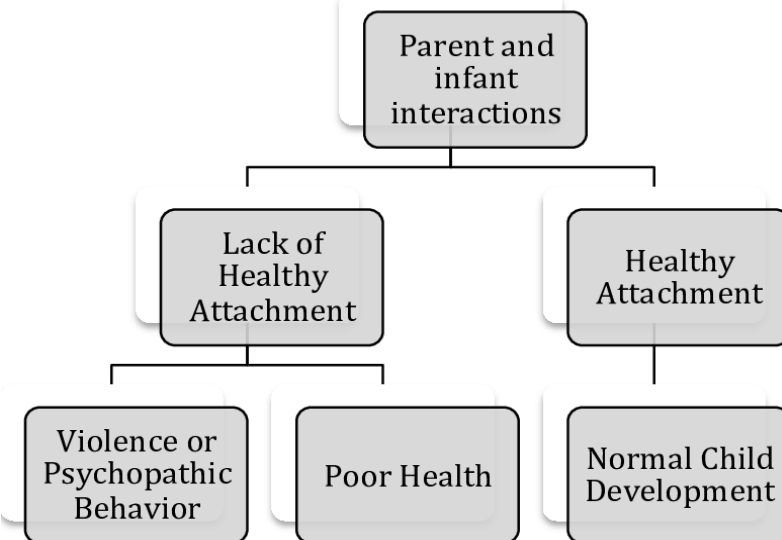 Parent and
infant
interactions
Lack of
Healthy
Attachment
Healthy
Attachment
Violence or
Psychopathic
Behavior
Poor Health
Normal Child
Development